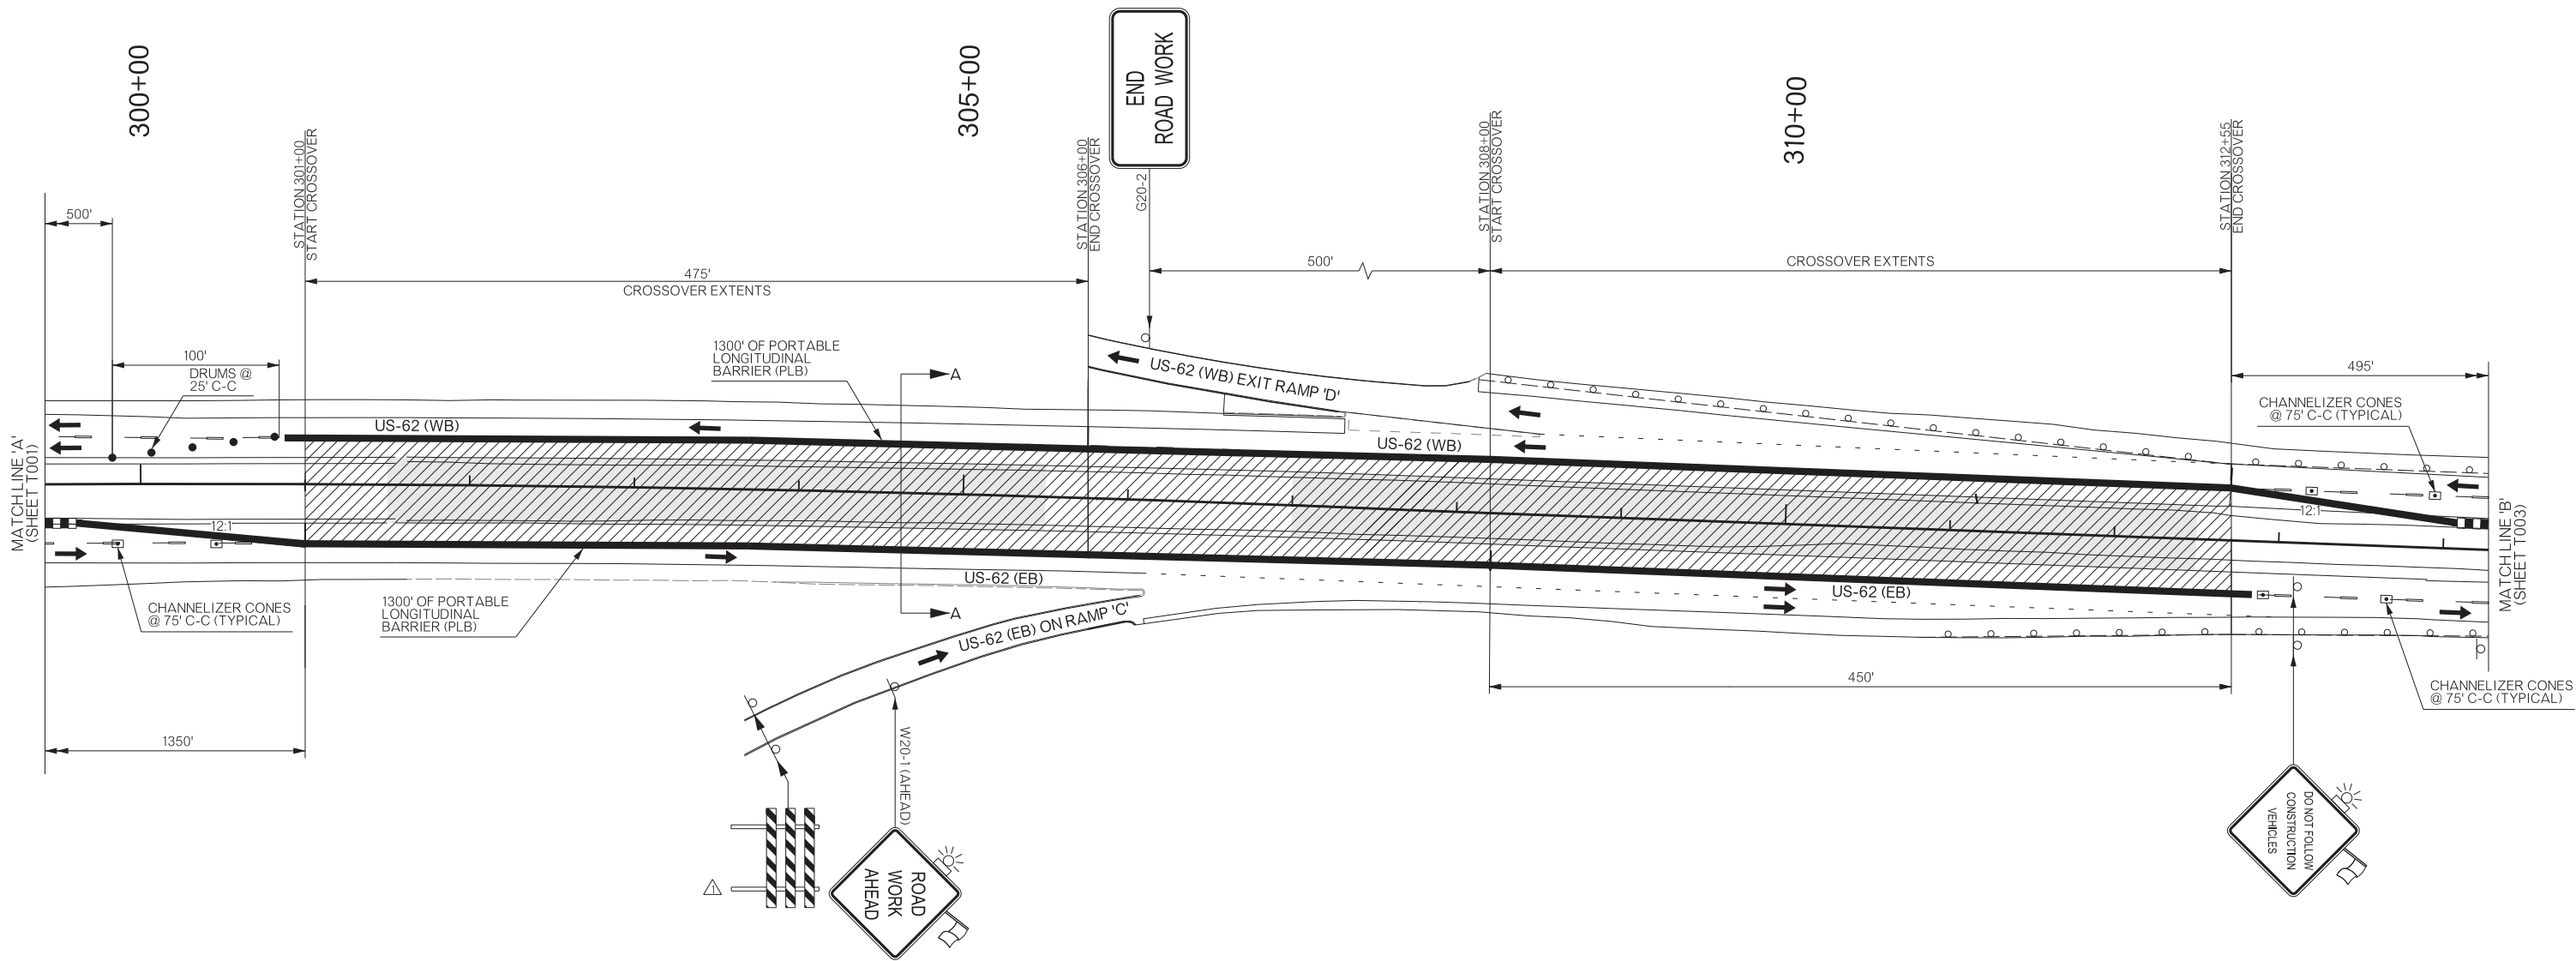 300+00
305+00
310+00
END
ROAD WORK
G20-2
STATION 301+00
START CROSSOVER
STATION 306+00
END CROSSOVER
STATION 308+00
START CROSSOVER
STATION 312+55
END CROSSOVER
MATCH LINE 'A'
(SHEET T001)
500'
475'
CROSSOVER EXTENTS
500'
CROSSOVER EXTENTS
100'
DRUMS @
25' C-C
1300' OF PORTABLE
LONGITUDINAL
BARRIER (PLB)
A
US-62 (WB) EXIT RAMP 'D'
495'
CHANNELIZER CONES
@ 75' C-C (TYPICAL)
US-62 (WB)
US-62 (WB)
12:1
12:1
MATCH LINE 'B'
(SHEET T003)
US-62 (EB)
US-62 (EB)
CHANNELIZER CONES
@ 75' C-C (TYPICAL)
1300' OF PORTABLE
LONGITUDINAL
BARRIER (PLB)
A
US-62 (EB) ON RAMP 'C'
450'
CHANNELIZER CONES
@ 75' C-C (TYPICAL)
1350'
W20-1 (AHEAD)
1
ROAD
WORK
AHEAD
DO NOT FOLLOW
CONSTRUCTION
VEHICLES